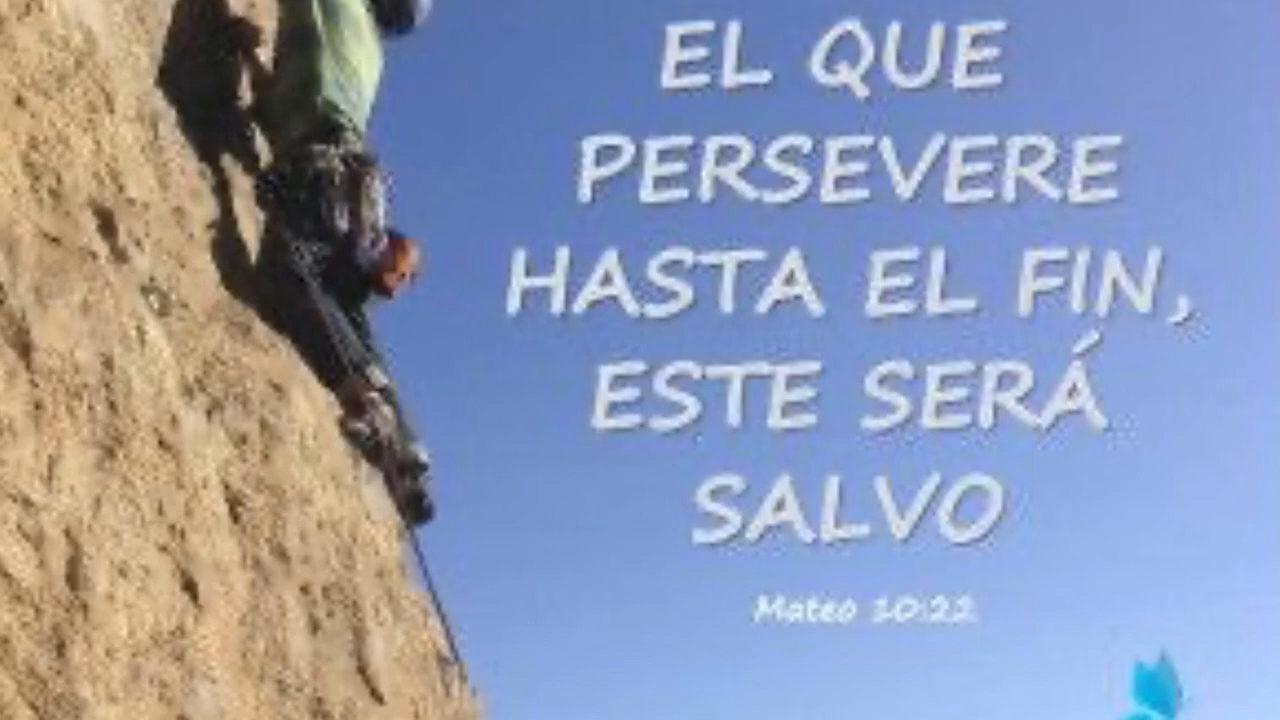 EL QUE
PERSEVERE
HASTA EL FIN,
ESTE SERÁ
SALVO
Mateo 10:22